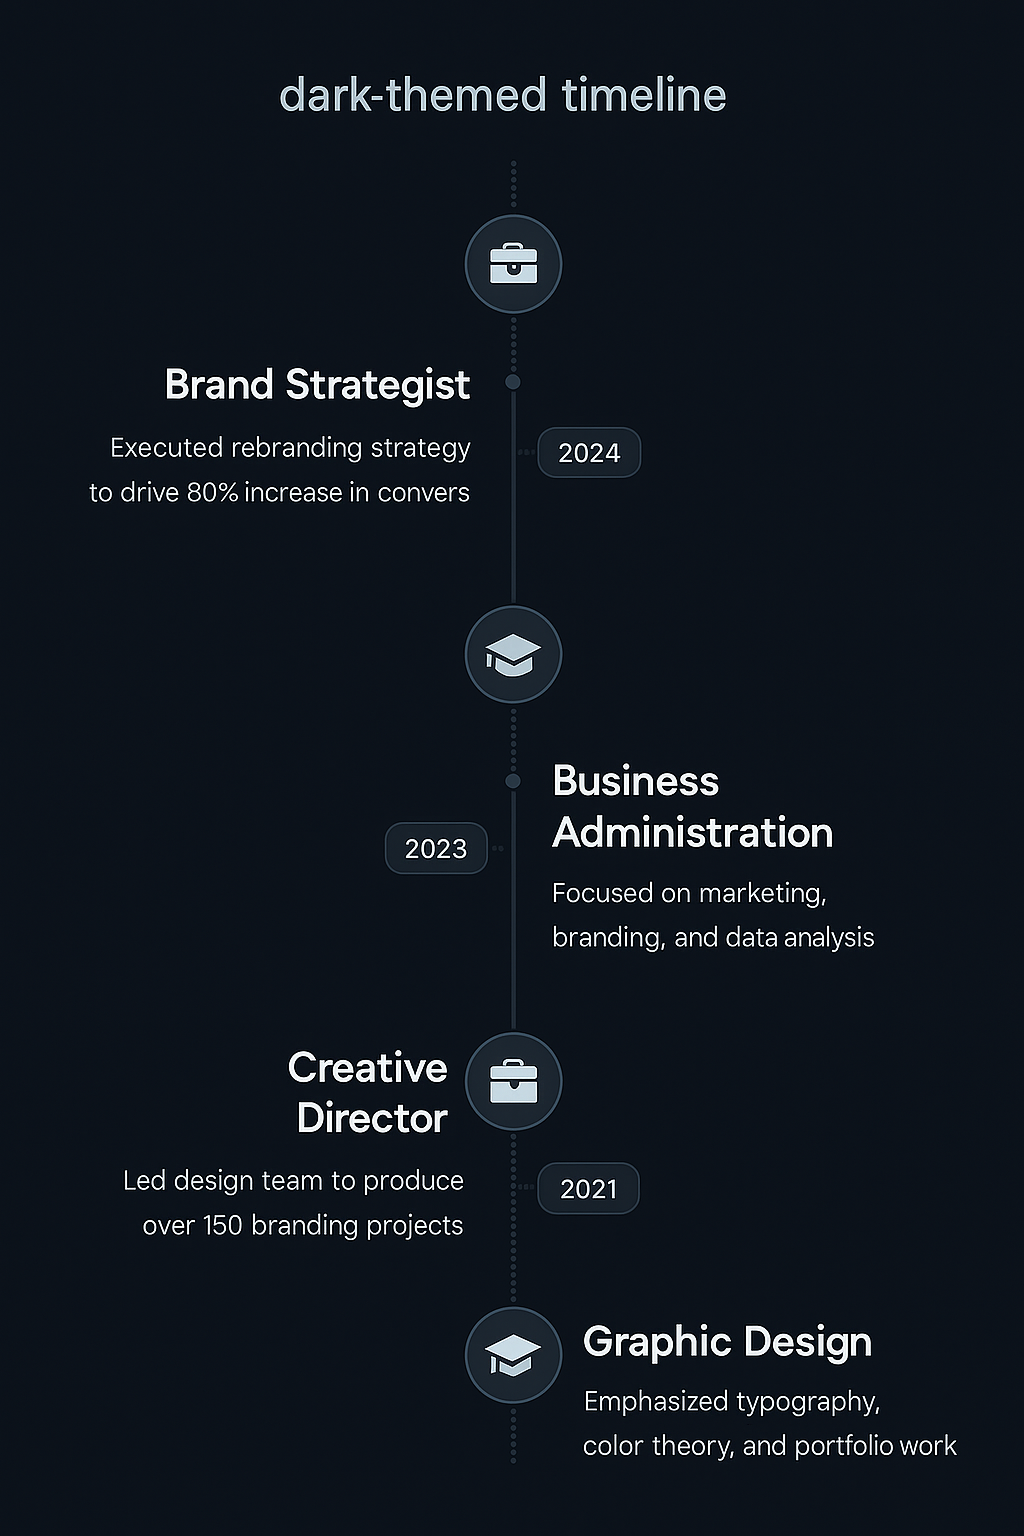 dark-themed timeline
Brand Strategist
Executed rebranding strategy
to drive 80% increase in convers
2024
Business
Administration
2023
Focused on marketing,
branding, and data analysis
Creative
Director
Led design team to produce
over 150 branding projects
2021
Graphic Design
Emphasized typography,
color theory, and portfolio work